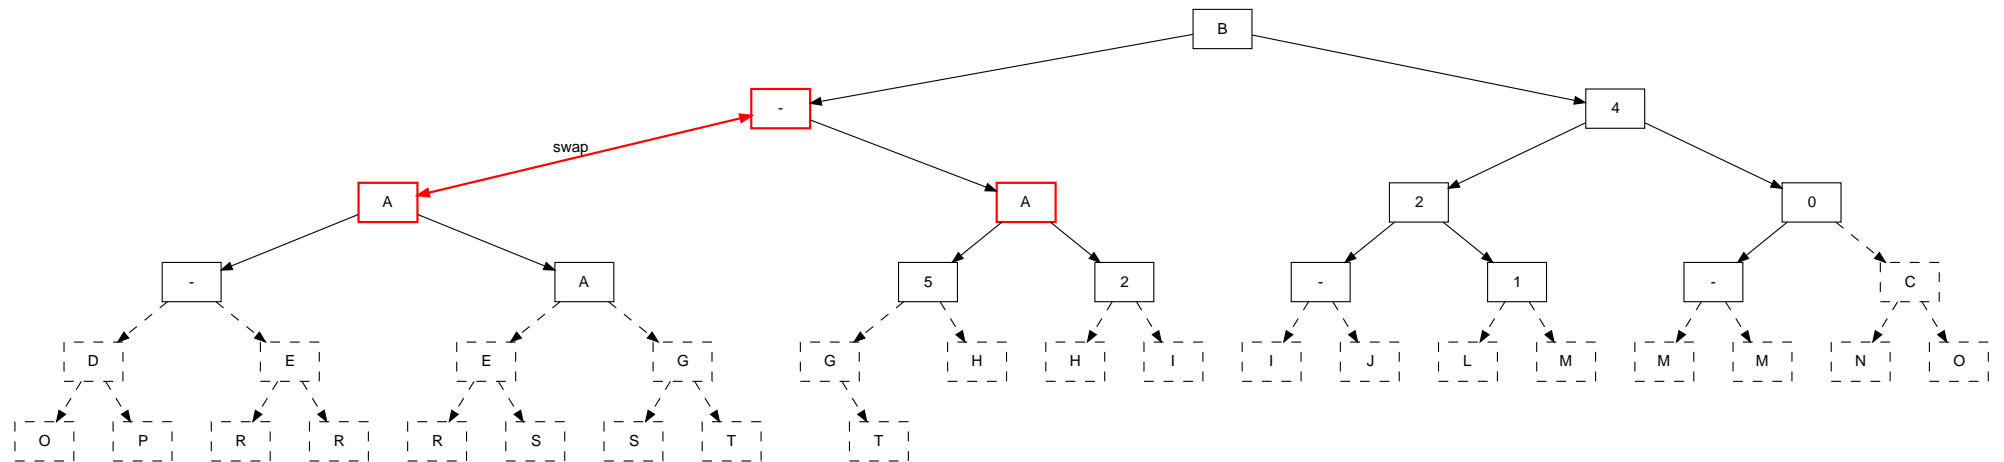 B
- 4
swap
A A 2 0
- A 5 2 - 1 - C
D E E G G H H I I J L M M M N O
O P R R R S S T T